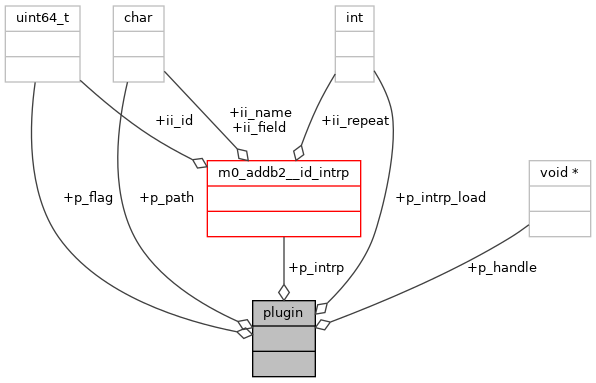 uint64_t
char
int
+ii_id
+ii_name
+ii_field
+ii_repeat
m0_addb2__id_intrp
void *
+p_flag
+p_path
+p_intrp_load
+p_intrp
+p_handle
plugin